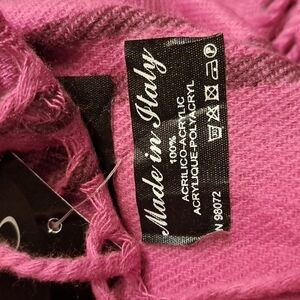 Made in Italy
100%
ACRILICO-ACRYLIC
ACRYLIQUE-POLYACRYL
N 98072